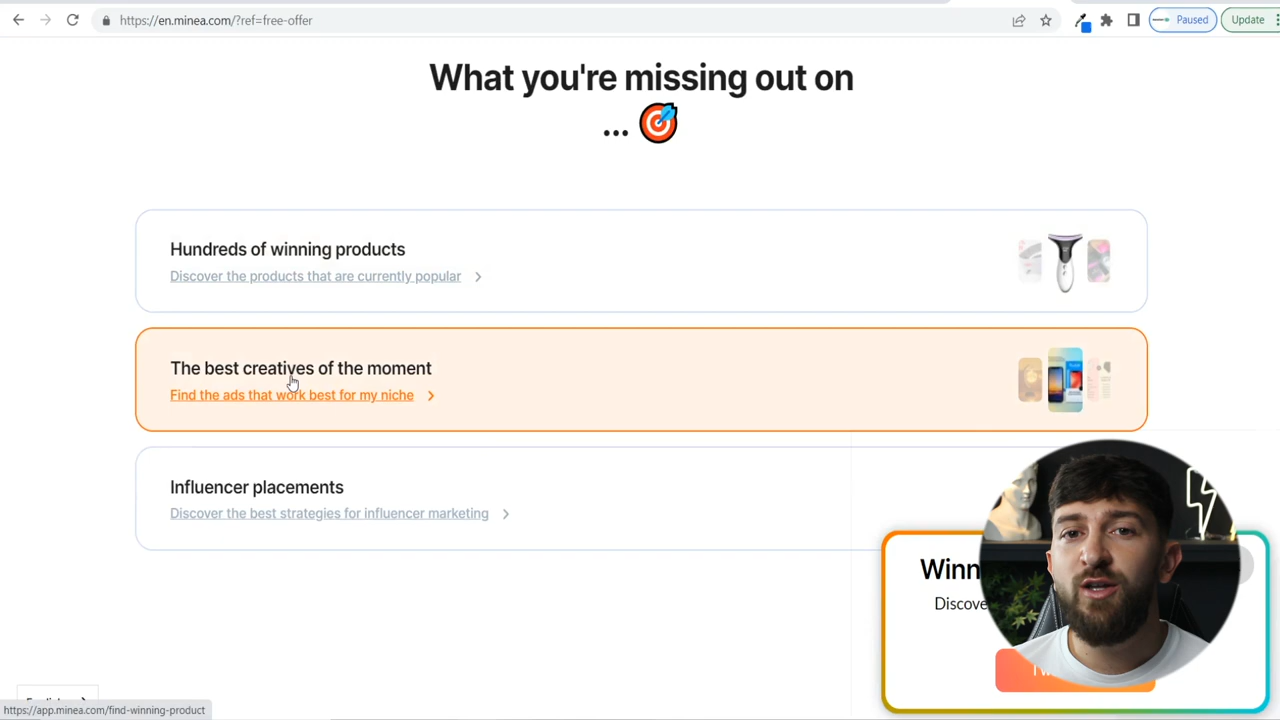 https://en.minea.com/?ref=free-offer
Paused
Update
What you're missing out on
...
Hundreds of winning products
Discover the products that are currently popular
The best creatives of the moment
Find the ads that work best for my niche
Influencer placements
Discover the best strategies for influencer marketing
Winn
Discove
https://app.minea.com/find-winning-product